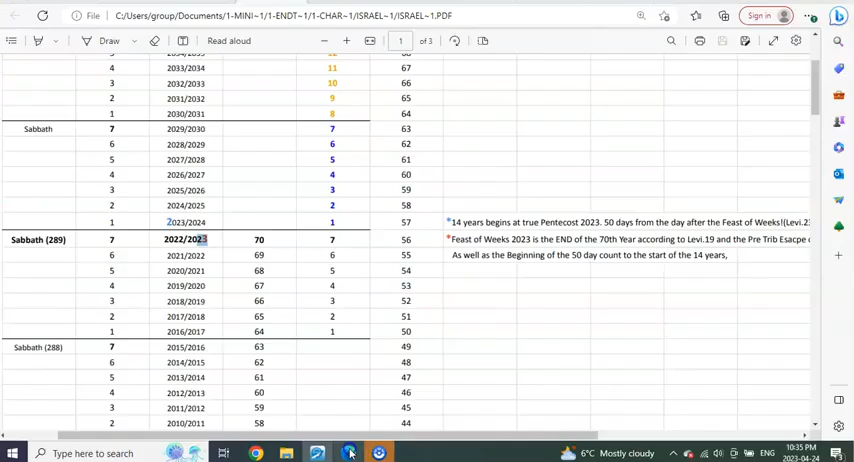 C:/Users/group/Documents/1-MINI~1/1-ENDT~1/1-CHAR~1/ISRAEL~1/ISRAEL~1.PDF
Sign in
Draw
Read aloud
1
of 3
4 2033/2034 11 67
3 2032/2033 10 66
2 2031/2032 9 65
1 2030/2031 8 64
Sabbath 7 2029/2030 7 63
6 2028/2029 6 62
5 2027/2028 5 61
4 2026/2027 4 60
3 2025/2026 3 59
2 2024/2025 2 58
1 2023/2024 1 57 *14 years begins at true Pentecost 2023. 50 days from the day after the Feast of Weeks!(Levi.23
Sabbath (289) 7 2022/2023 70 7 56 *Feast of Weeks 2023 is the END of the 70th Year according to Levi.19 and the Pre Trib Esacpe
6 2021/2022 69 6 55 As well as the Beginning of the 50 day count to the start of the 14 years,
5 2020/2021 68 5 54
4 2019/2020 67 4 53
3 2018/2019 66 3 52
2 2017/2018 65 2 51
1 2016/2017 64 1 50
Sabbath (288) 7 2015/2016 63 49
6 2014/2015 62 48
5 2013/2014 61 47
4 2012/2013 60 46
3 2011/2012 59 45
2 2010/2011 58 44
Type here to search
6°C Mostly cloudy
ENG
10:35 PM
2023-04-24